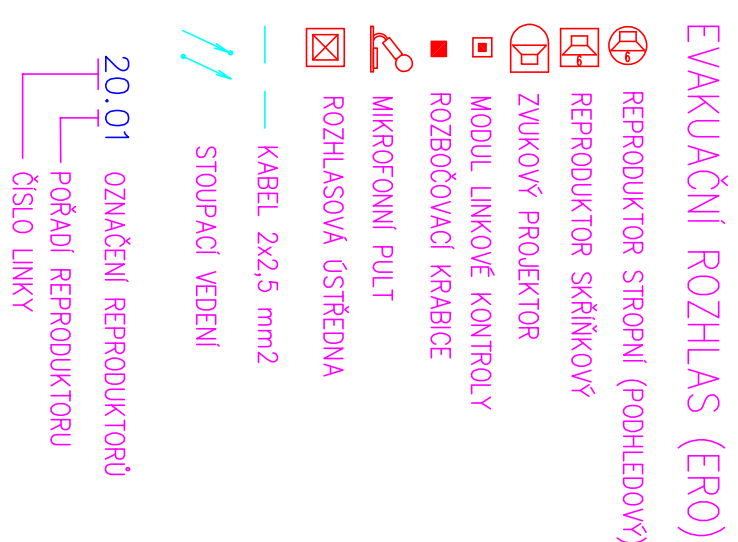 EVAKUAČNÍ ROZHLAS (ERO)
6 REPRODUKTOR STROPNÍ (PODHLEDOVÝ)
6 REPRODUKTOR SKŘÍŇKOVÝ
ZVUKOVÝ PROJEKTOR
MODUL LINKOVÉ KONTROLY
ROZBOČOVACÍ KRABICE
MIKROFONNÍ PULT
ROZHLASOVÁ ÚSTŘEDNA
KABEL 2x2,5 mm2
STOUPACÍ VEDENÍ
20.01 OZNAČENÍ REPRODUKTORŮ
POŘADÍ REPRODUKTORU
ČÍSLO LINKY